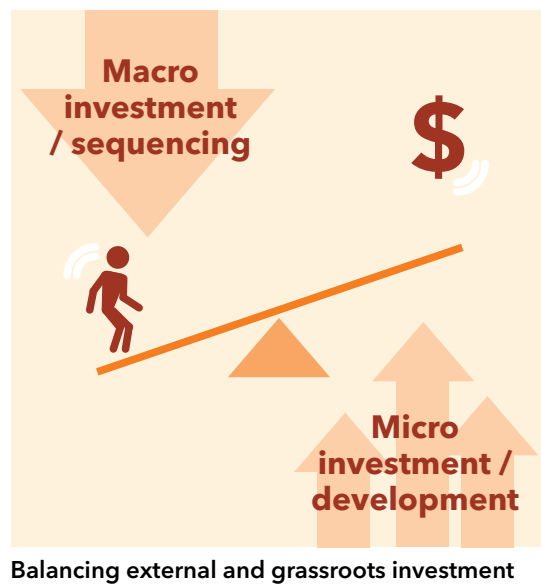 Macro
investment
/ sequencing
$
Micro
investment /
development
Balancing external and grassroots investment